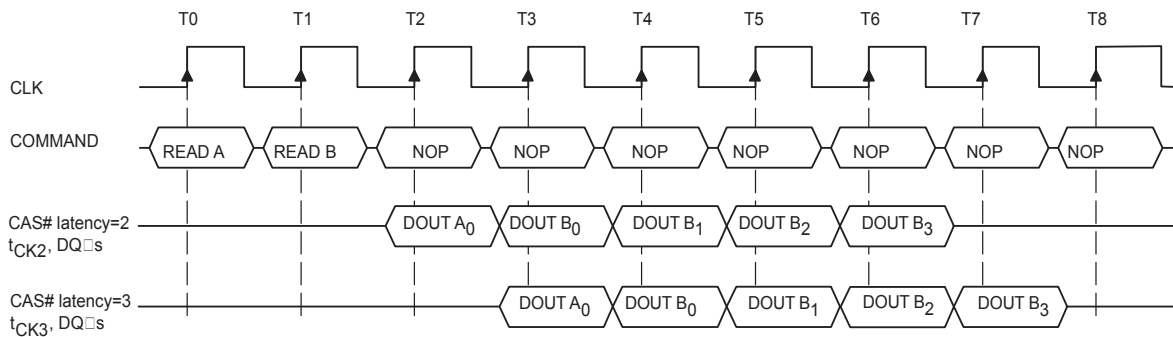 T0 T1 T2 T3 T4 T5 T6 T7 T8
CLK
COMMAND
READ A READ B NOP NOP NOP NOP NOP NOP NOP
CAS# latency=2
tCK2, DQ□s
DOUT A0 DOUT B0 DOUT B1 DOUT B2 DOUT B3
CAS# latency=3
tCK3, DQ□s
DOUT A0 DOUT B0 DOUT B1 DOUT B2 DOUT B3